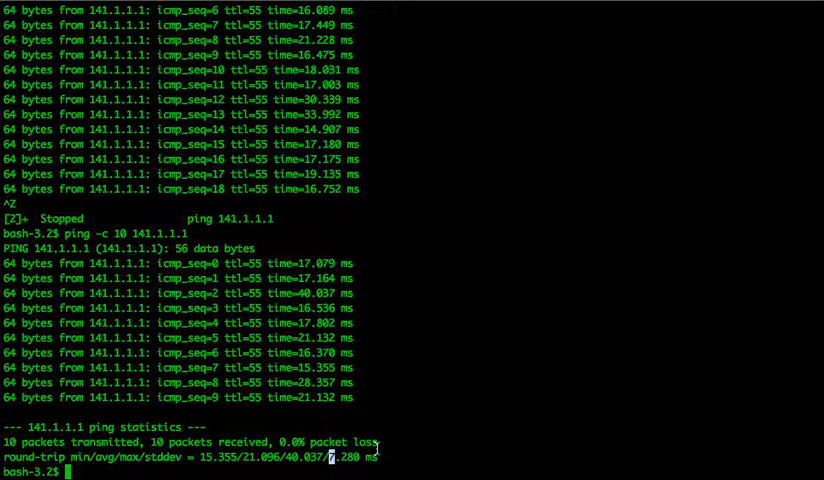 64 bytes from 141.1.1.1: icmp_seq=6 ttl=55 time=16.089 ms
64 bytes from 141.1.1.1: icmp_seq=7 ttl=55 time=17.449 ms
64 bytes from 141.1.1.1: icmp_seq=8 ttl=55 time=21.228 ms
64 bytes from 141.1.1.1: icmp_seq=9 ttl=55 time=16.475 ms
64 bytes from 141.1.1.1: icmp_seq=10 ttl=55 time=18.031 ms
64 bytes from 141.1.1.1: icmp_seq=11 ttl=55 time=17.003 ms
64 bytes from 141.1.1.1: icmp_seq=12 ttl=55 time=30.339 ms
64 bytes from 141.1.1.1: icmp_seq=13 ttl=55 time=33.992 ms
64 bytes from 141.1.1.1: icmp_seq=14 ttl=55 time=14.907 ms
64 bytes from 141.1.1.1: icmp_seq=15 ttl=55 time=17.180 ms
64 bytes from 141.1.1.1: icmp_seq=16 ttl=55 time=17.175 ms
64 bytes from 141.1.1.1: icmp_seq=17 ttl=55 time=19.135 ms
64 bytes from 141.1.1.1: icmp_seq=18 ttl=55 time=16.752 ms
^Z
[2]+  Stopped                 ping 141.1.1.1
bash-3.2$ ping -c 10 141.1.1.1
PING 141.1.1.1 (141.1.1.1): 56 data bytes
64 bytes from 141.1.1.1: icmp_seq=0 ttl=55 time=17.079 ms
64 bytes from 141.1.1.1: icmp_seq=1 ttl=55 time=17.164 ms
64 bytes from 141.1.1.1: icmp_seq=2 ttl=55 time=40.037 ms
64 bytes from 141.1.1.1: icmp_seq=3 ttl=55 time=16.536 ms
64 bytes from 141.1.1.1: icmp_seq=4 ttl=55 time=17.802 ms
64 bytes from 141.1.1.1: icmp_seq=5 ttl=55 time=21.132 ms
64 bytes from 141.1.1.1: icmp_seq=6 ttl=55 time=16.370 ms
64 bytes from 141.1.1.1: icmp_seq=7 ttl=55 time=15.355 ms
64 bytes from 141.1.1.1: icmp_seq=8 ttl=55 time=28.357 ms
64 bytes from 141.1.1.1: icmp_seq=9 ttl=55 time=21.132 ms
--- 141.1.1.1 ping statistics ---
10 packets transmitted, 10 packets received, 0.0% packet loss
round-trip min/avg/max/stddev = 15.355/21.096/40.037/7.280 ms
bash-3.2$